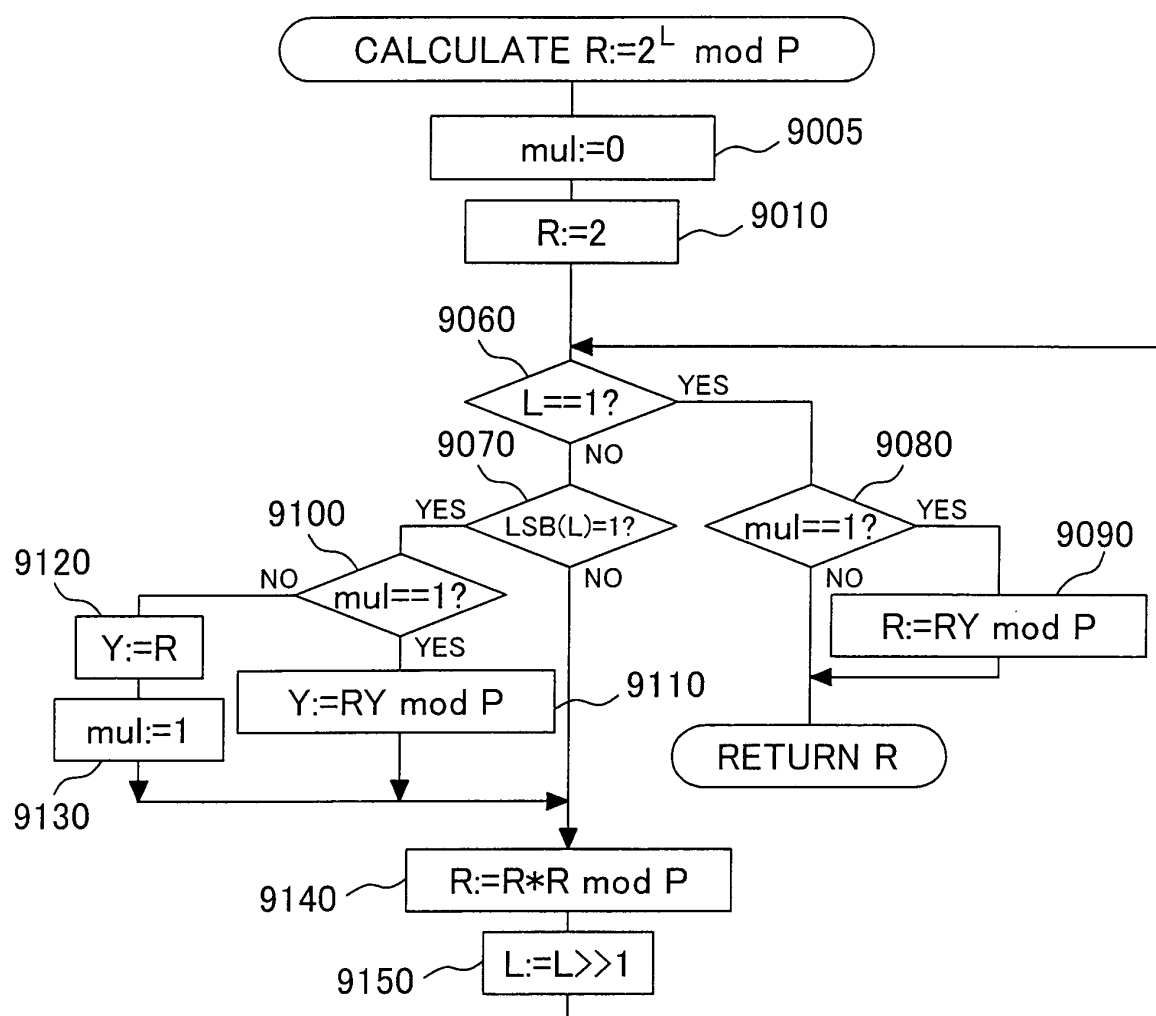 CALCULATE R:=2^L mod P
mul:=0
9005
R:=2
9010
9060
L==1?
YES
NO
9070
9080
LSB(L)=1?
YES
NO
mul==1?
YES
NO
9090
R:=RY mod P
9100
mul==1?
NO
YES
9120
Y:=R
Y:=RY mod P
9110
mul:=1
9130
RETURN R
R:=R*R mod P
9140
L:=L>>1
9150